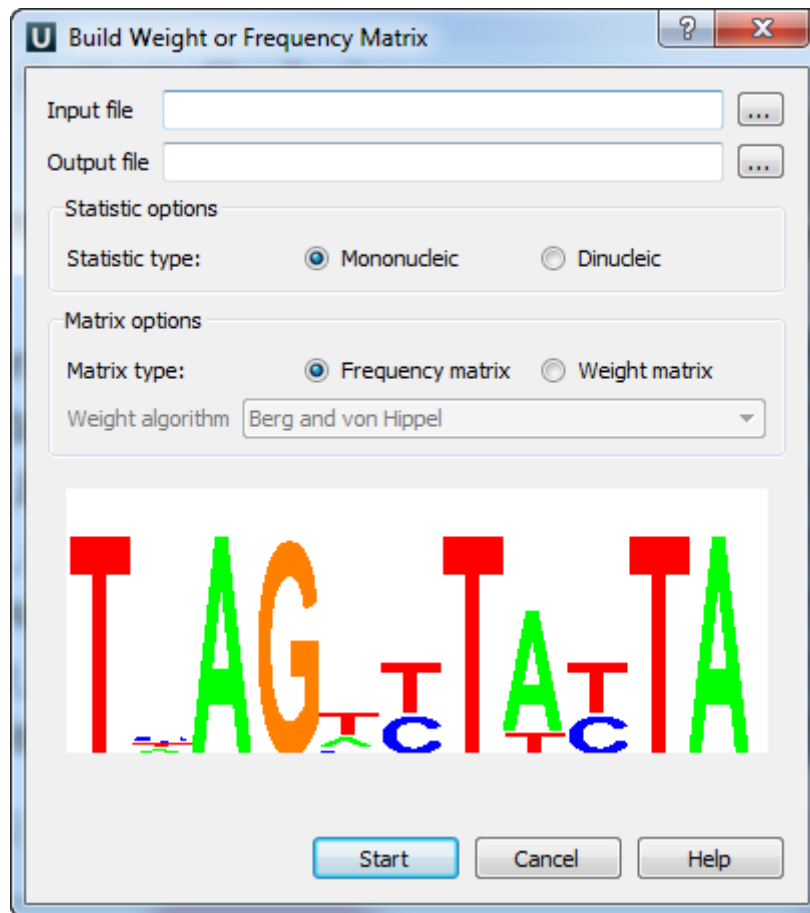 U Build Weight or Frequency Matrix ? X
Input file ...
Output file ...
Statistic options
Statistic type: Mononucleic Dinucleic
Matrix options
Matrix type: Frequency matrix Weight matrix
Weight algorithm Berg and von Hippel
T AG T T T A T TA
A C T C
Start Cancel Help